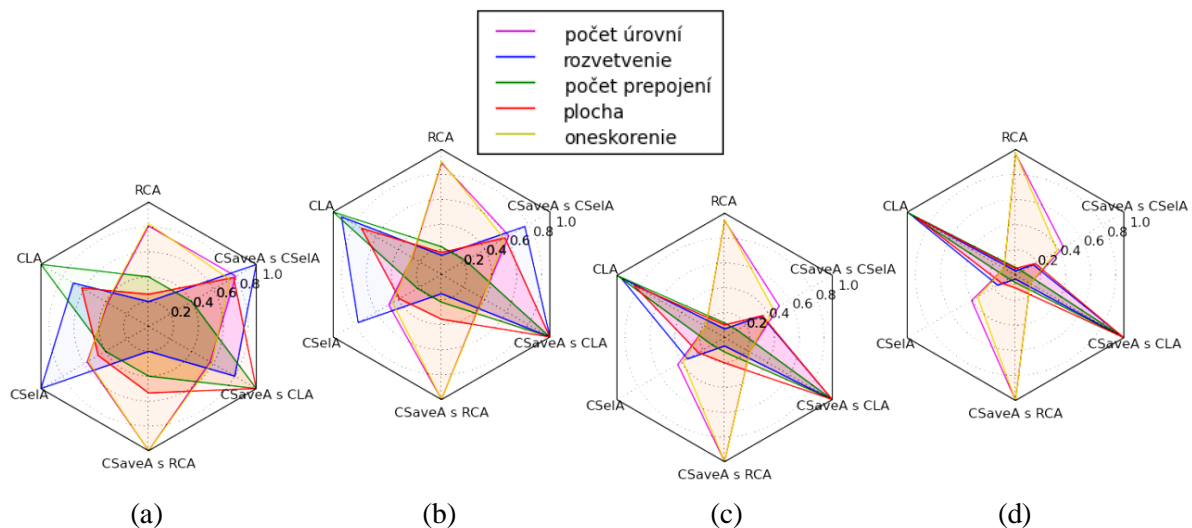 počet úrovní
rozvetvenie
počet prepojení
plocha
oneskorenie
RCA
CSaveA s CSelA
CLA
CSelA
CSaveA s RCA
CSaveA s CLA
0.2
0.4
0.6
0.8
1.0
(a)
RCA
CSaveA s CSelA
CLA
CSelA
CSaveA s RCA
CSaveA s CLA
0.2
0.4
0.6
0.8
1.0
(b)
RCA
CSaveA s CSelA
CLA
CSelA
CSaveA s RCA
CSaveA s CLA
0.2
0.4
0.6
0.8
1.0
(c)
RCA
CSaveA s CSelA
CLA
CSelA
CSaveA s RCA
CSaveA s CLA
0.2
0.4
0.6
0.8
1.0
(d)